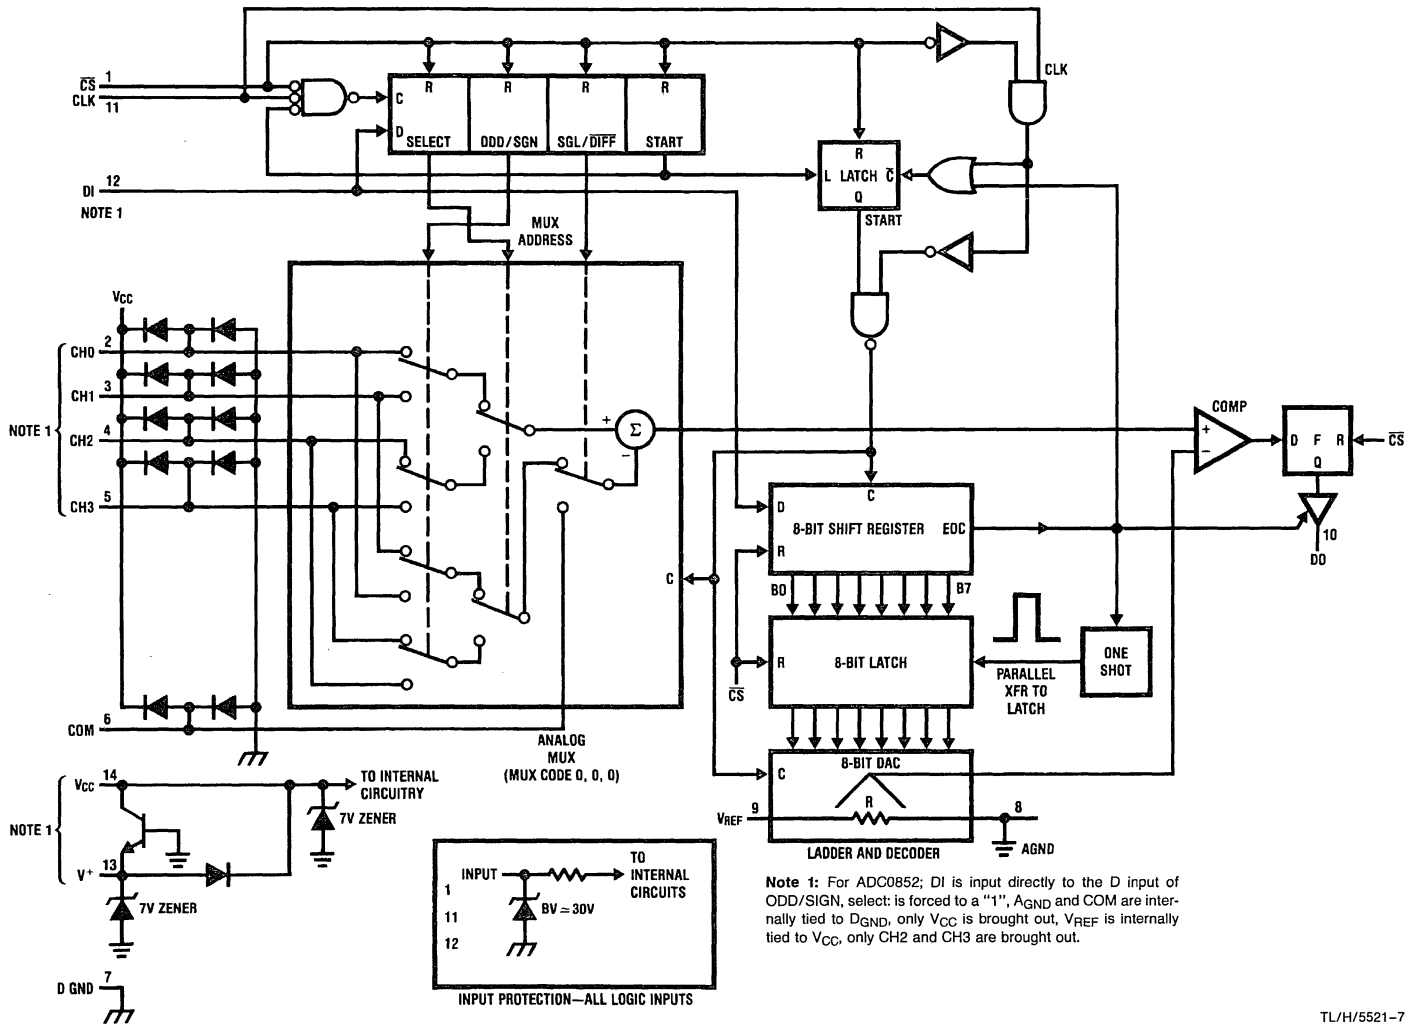 C̅S̅ 1
CLK 11
R R R R
C
D
SELECT ODD/SGN SGL/D̅I̅F̅F̅ START
CLK
R
L LATCH C̅
Q
START
DI 12
NOTE 1
MUX
ADDRESS
VCC
NOTE 1
CH0 2
CH1 3
CH2 4
CH3 5
COM 6
+
Σ
−
C
ANALOG
MUX
(MUX CODE 0, 0, 0)
COMP
+
−
D F R
Q
C̅S̅
10
DO
C
D
8-BIT SHIFT REGISTER EOC
R
B0 B7
R 8-BIT LATCH
C̅S̅
PARALLEL
XFR TO
LATCH
ONE
SHOT
8-BIT DAC
C
R
VREF 9
8
AGND
LADDER AND DECODER
NOTE 1
VCC 14
TO INTERNAL
CIRCUITRY
7V ZENER
V+ 13
7V ZENER
D GND 7
INPUT
TO
INTERNAL
CIRCUITS
1
11
12
BV ≃ 30V
INPUT PROTECTION—ALL LOGIC INPUTS
Note 1: For ADC0852; DI is input directly to the D input of
ODD/SIGN, select: is forced to a "1", AGND and COM are inter-
nally tied to DGND, only VCC is brought out, VREF is internally
tied to VCC, only CH2 and CH3 are brought out.
TL/H/5521–7